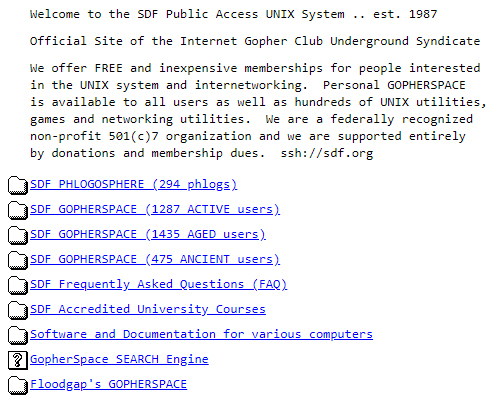 Welcome to the SDF Public Access UNIX System .. est. 1987
Official Site of the Internet Gopher Club Underground Syndicate
We offer FREE and inexpensive memberships for people interested
in the UNIX system and internetworking.  Personal GOPHERSPACE
is available to all users as well as hundreds of UNIX utilities,
games and networking utilities.  We are a federally recognized
non-profit 501(c)7 organization and we are supported entirely
by donations and membership dues.  ssh://sdf.org
SDF PHLOGOSPHERE (294 phlogs)
SDF GOPHERSPACE (1287 ACTIVE users)
SDF GOPHERSPACE (1435 AGED users)
SDF GOPHERSPACE (475 ANCIENT users)
SDF Frequently Asked Questions (FAQ)
SDF Accredited University Courses
Software and Documentation for various computers
GopherSpace SEARCH Engine
Floodgap's GOPHERSPACE